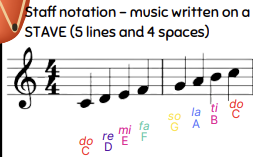 Staff notation – music written on a
STAVE (5 lines and 4 spaces)
4
4
do re mi fa so la ti do
C D E F G A B C